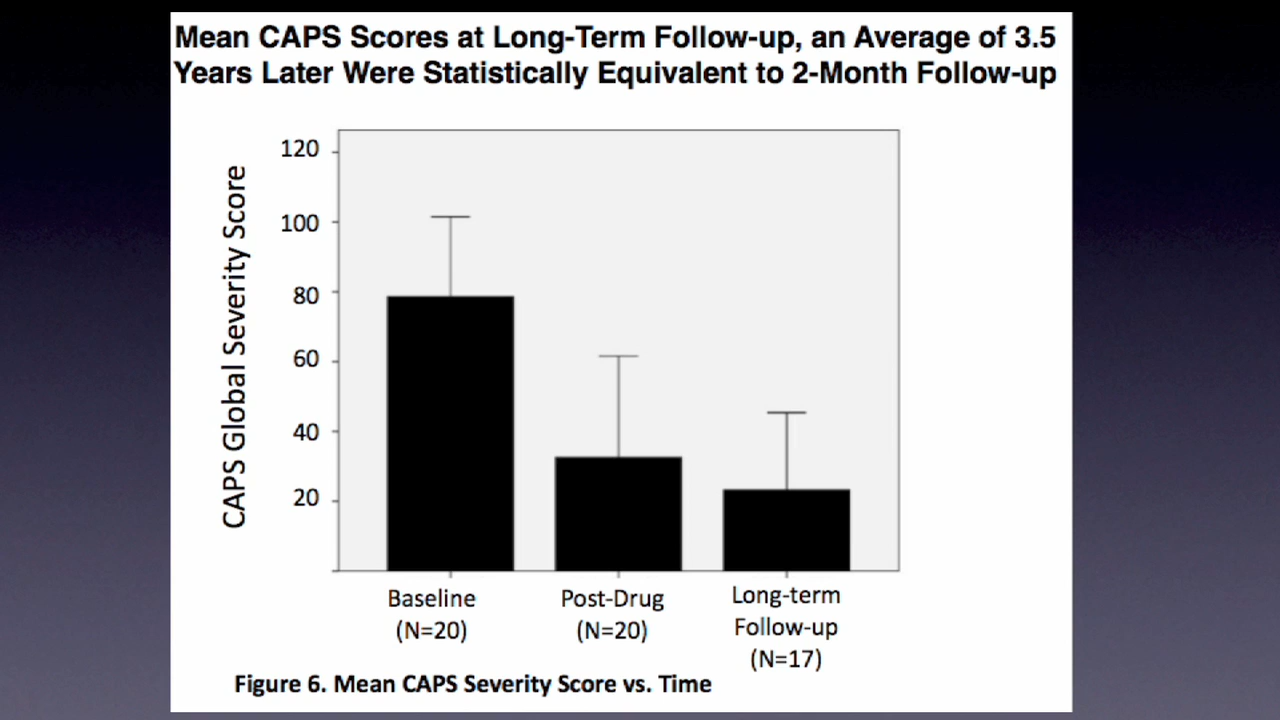 Mean CAPS Scores at Long-Term Follow-up, an Average of 3.5
Years Later Were Statistically Equivalent to 2-Month Follow-up
CAPS Global Severity Score
120
100
80
60
40
20
Baseline
(N=20)
Post-Drug
(N=20)
Long-term
Follow-up
(N=17)
Figure 6. Mean CAPS Severity Score vs. Time